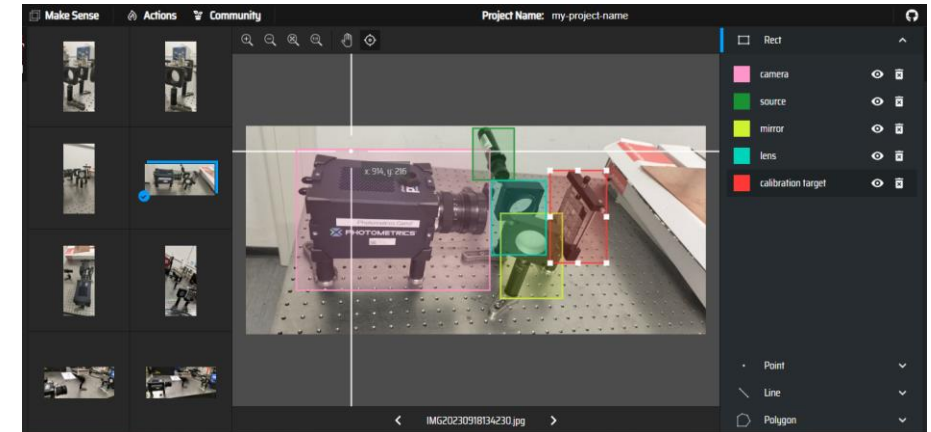 Make Sense
Actions
Community
Project Name: my-project-name
Rect
camera
source
mirror
lens
calibration target
x: 914, y: 216
Photometrics
PHOTOMETRICS
Point
Line
Polygon
IMG20230918134230.jpg